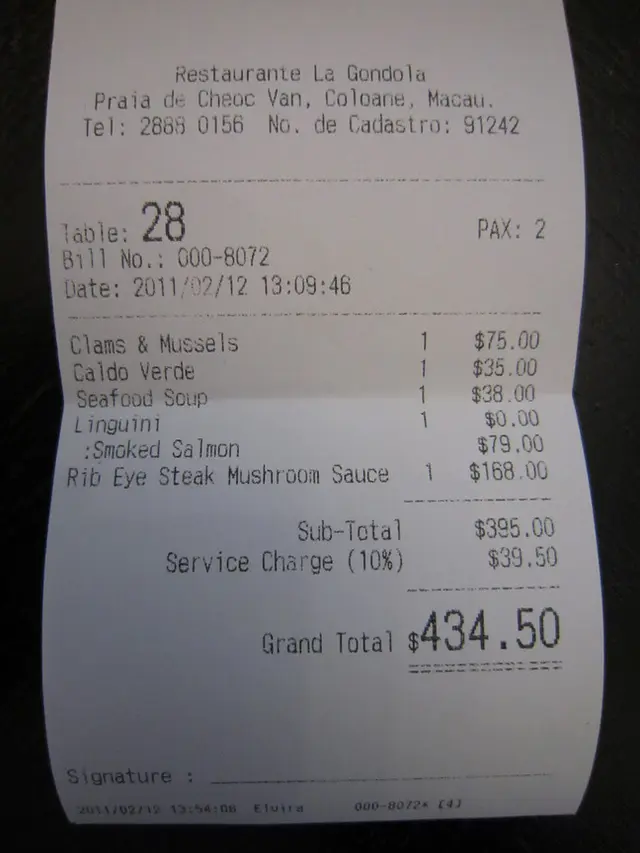 Restaurante La Gondola
Praia de Cheoc Van, Coloane, Macau.
Tel: 2888 0156 No. de Cadastro: 91242
Table: 28 PAX: 2
Bill No.: 000-8072
Date: 2011/02/12 13:09:46
Clams & Mussels 1 $75.00
Caldo Verde 1 $35.00
Seafood Soup 1 $38.00
Linguini 1 $0.00
:Smoked Salmon $79.00
Rib Eye Steak Mushroom Sauce 1 $168.00
Sub-Total $395.00
Service Charge (10%) $39.50
Grand Total $434.50
Signature :
2011/02/12 13:54:06 Elvira 000-8072* [4]